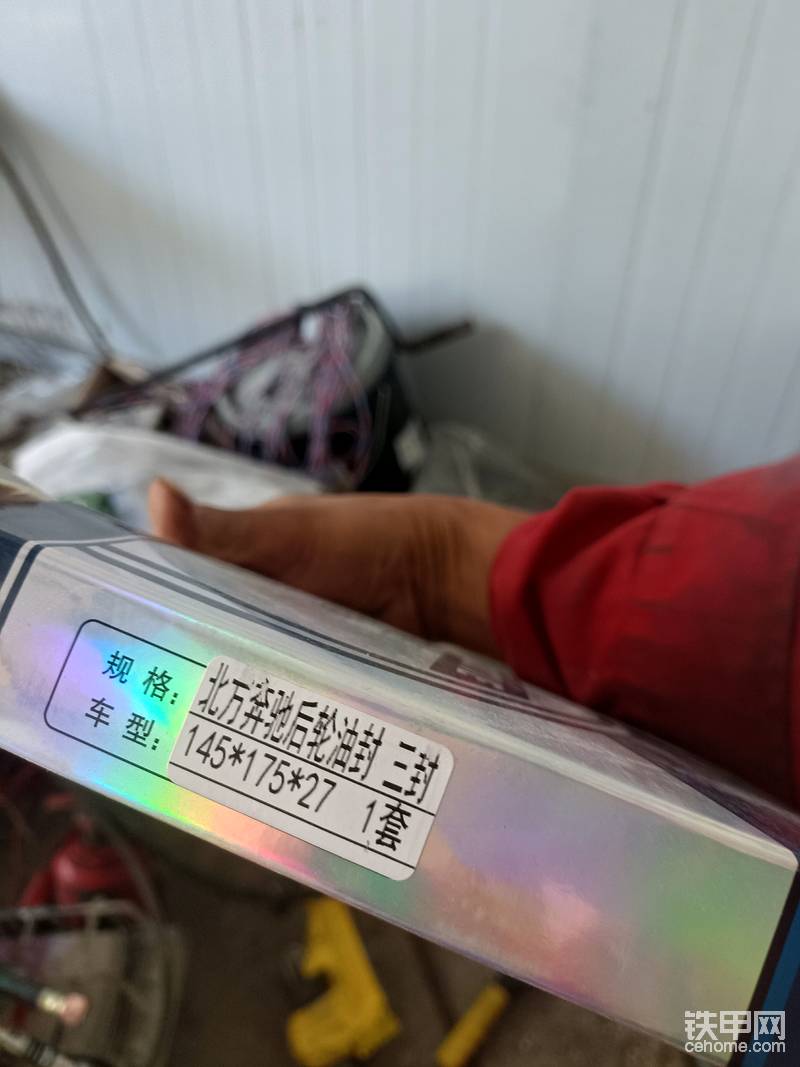 规格:
车型:
北方奔驰后轮油封 三封
145*175*27 1套
铁甲网
cehome.com